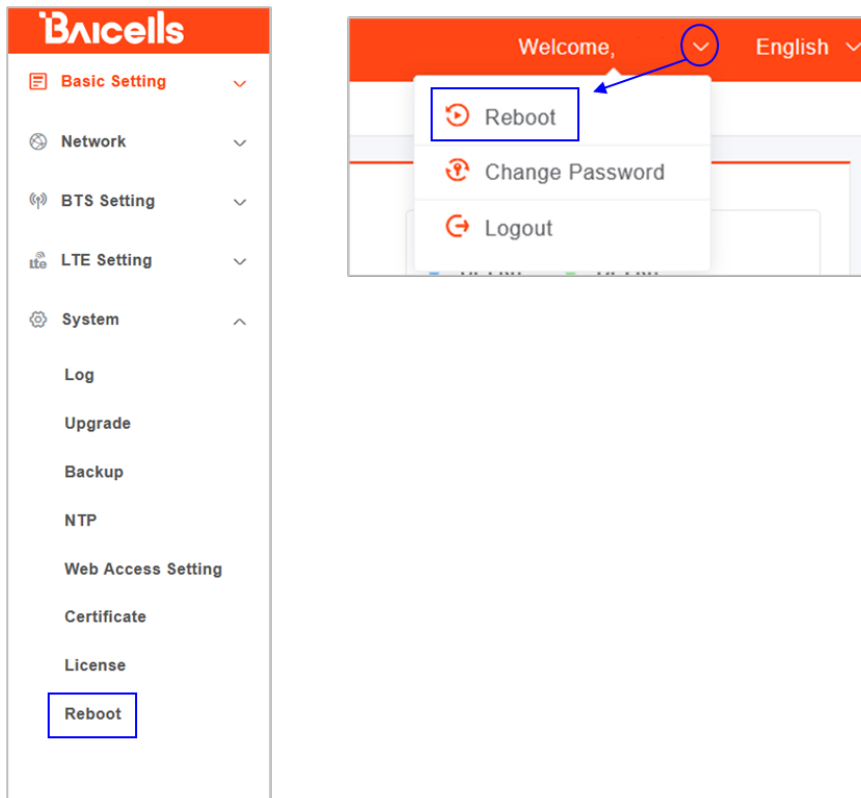 Baicells
Basic Setting
Network
BTS Setting
LTE Setting
System
Log
Upgrade
Backup
NTP
Web Access Setting
Certificate
License
Reboot
Welcome,
English
Reboot
Change Password
Logout